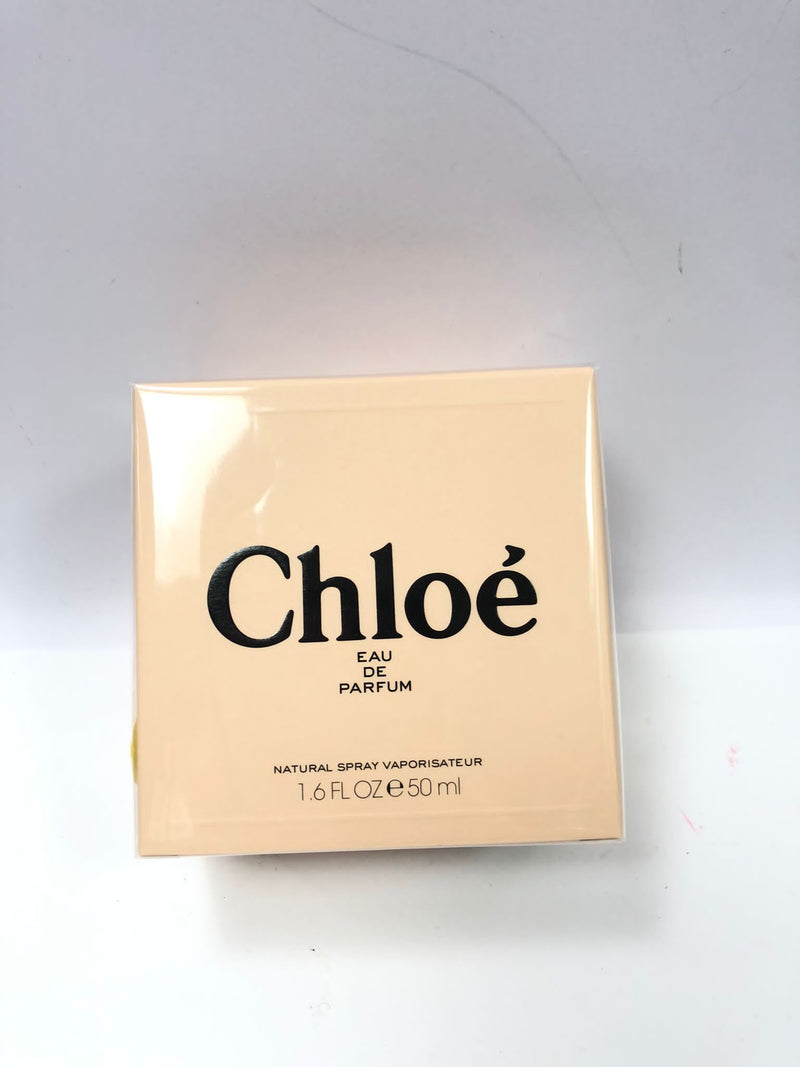 Chloé
EAU
DE
PARFUM
NATURAL SPRAY VAPORISATEUR
1.6 FL OZ ℮ 50 ml